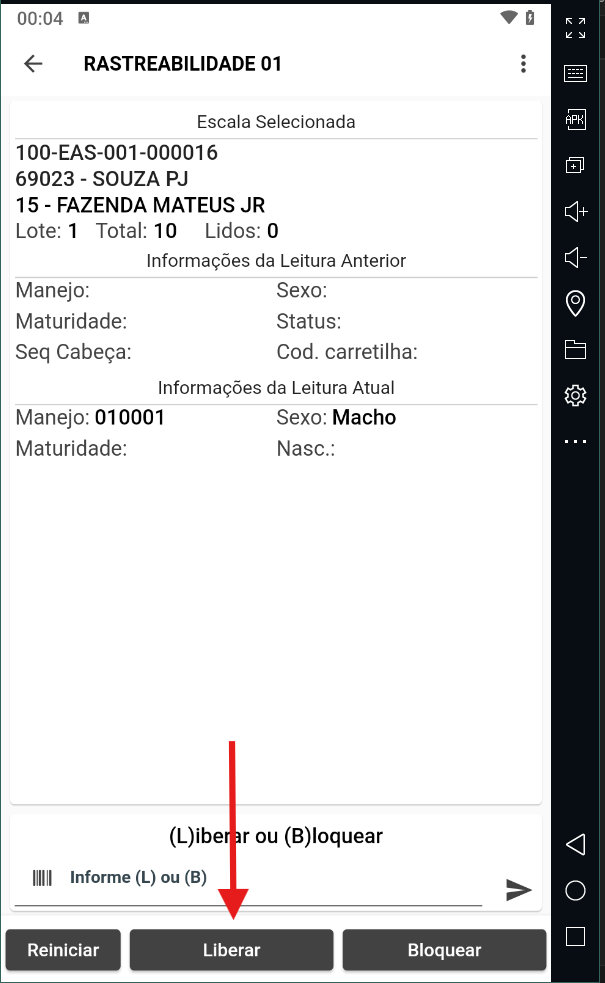 00:04
RASTREABILIDADE 01
Escala Selecionada
100-EAS-001-000016
69023 - SOUZA PJ
15 - FAZENDA MATEUS JR
Lote: 1 Total: 10 Lidos: 0
Informações da Leitura Anterior
Manejo: Sexo:
Maturidade: Status:
Seq Cabeça: Cod. carretilha:
Informações da Leitura Atual
Manejo: 010001 Sexo: Macho
Maturidade: Nasc.:
(L)iberar ou (B)loquear
Informe (L) ou (B)
Reiniciar Liberar Bloquear
APK